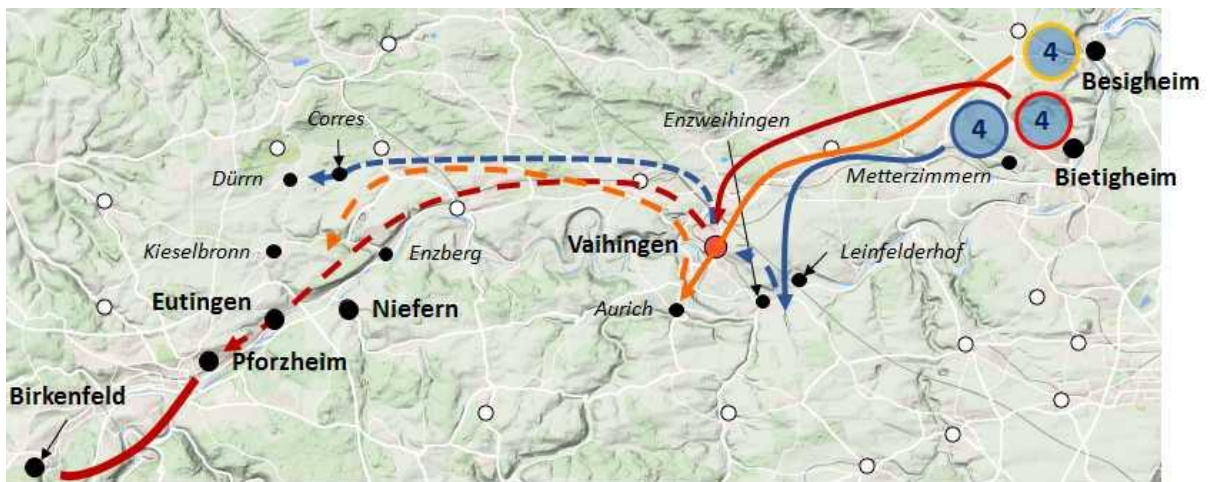 4
Besigheim
Corres
Enzweihingen
4
4
Dürrn
Metterzimmern
Bietigheim
Kieselbronn
Enzberg
Vaihingen
Leinfelderhof
Eutingen
Niefern
Aurich
Pforzheim
Birkenfeld